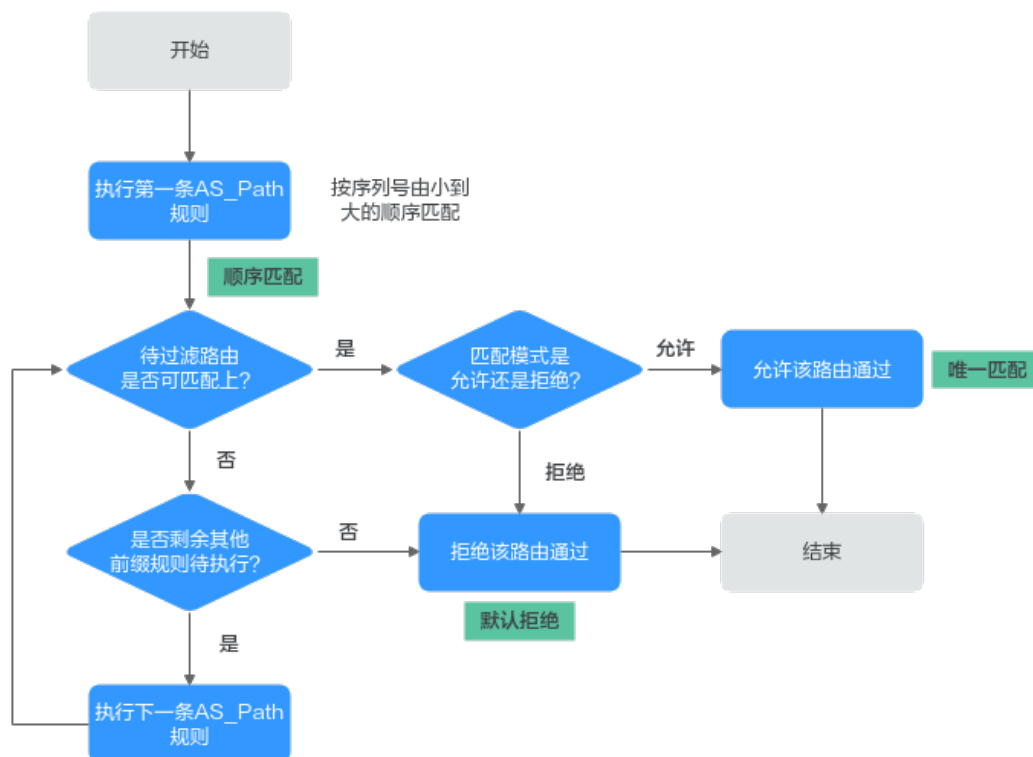 开始
执行第一条AS_Path
规则
按序列号由小到
大的顺序匹配
顺序匹配
待过滤路由
是否可匹配上?
是
匹配模式是
允许还是拒绝?
允许
允许该路由通过
唯一匹配
否
拒绝
是否剩余其他
前缀规则待执行?
否
拒绝该路由通过
结束
默认拒绝
是
执行下一条AS_Path
规则